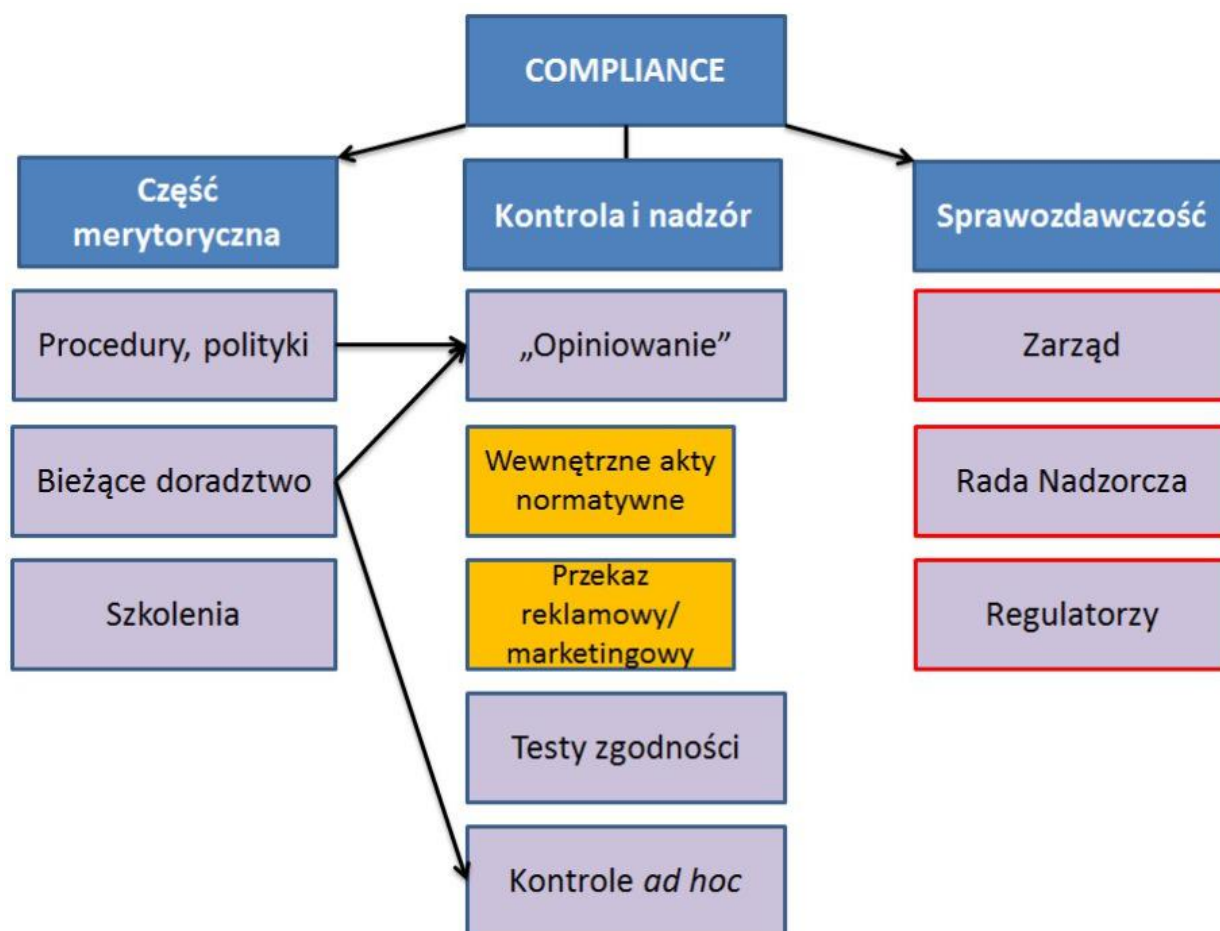 COMPLIANCE
Część
merytoryczna
Kontrola i nadzór
Sprawozdawczość
Procedury, polityki
„Opiniowanie”
Zarząd
Bieżące doradztwo
Wewnętrzne akty
normatywne
Rada Nadzorcza
Szkolenia
Przekaz
reklamowy/
marketingowy
Regulatorzy
Testy zgodności
Kontrole ad hoc